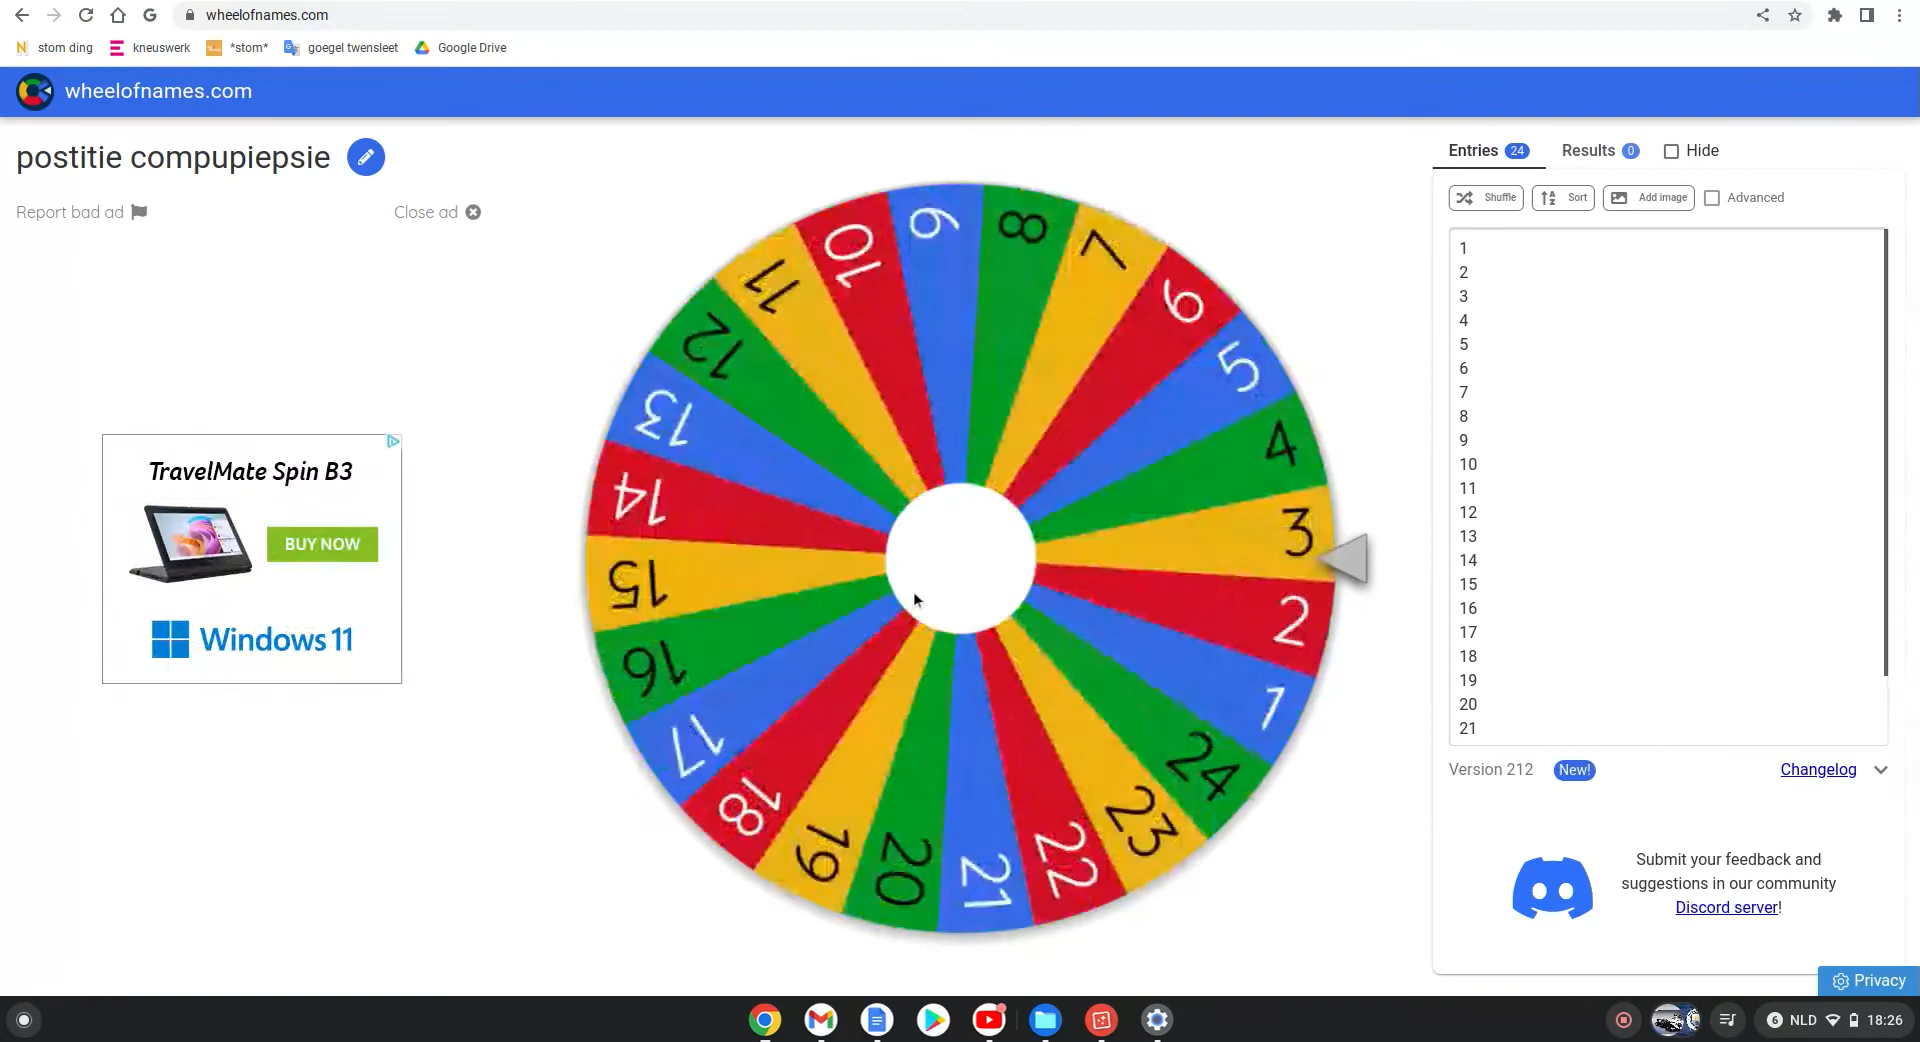 wheelofnames.com
stom ding
kneuswerk
*stom*
goegel twensleet
Google Drive
wheelofnames.com
postitie compupiepsie
Report bad ad
Close ad
TravelMate Spin B3
BUY NOW
Windows 11
1
2
3
4
5
6
7
8
9
10
11
12
13
14
15
16
17
18
19
20
21
22
23
24
Entries 24
Results 0
Hide
Shuffle
Sort
Add image
Advanced
1
2
3
4
5
6
7
8
9
10
11
12
13
14
15
16
17
18
19
20
21
Version 212
New!
Changelog
Submit your feedback and
suggestions in our community
Discord server!
Privacy
6 NLD 18:26